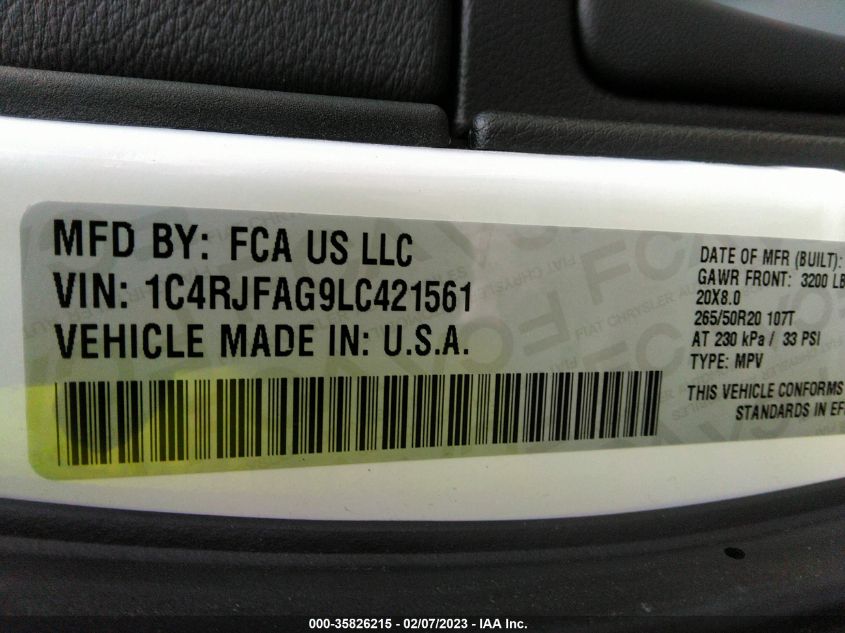 MFD BY: FCA US LLC
VIN: 1C4RJFAG9LC421561
VEHICLE MADE IN: U.S.A.
DATE OF MFR (BUILT):
GAWR FRONT: 3200 LB
20X8.0
265/50R20 107T
AT 230 kPa / 33 PSI
TYPE: MPV
THIS VEHICLE CONFORMS
STANDARDS IN EF
000-35826215 - 02/07/2023 - IAA Inc.